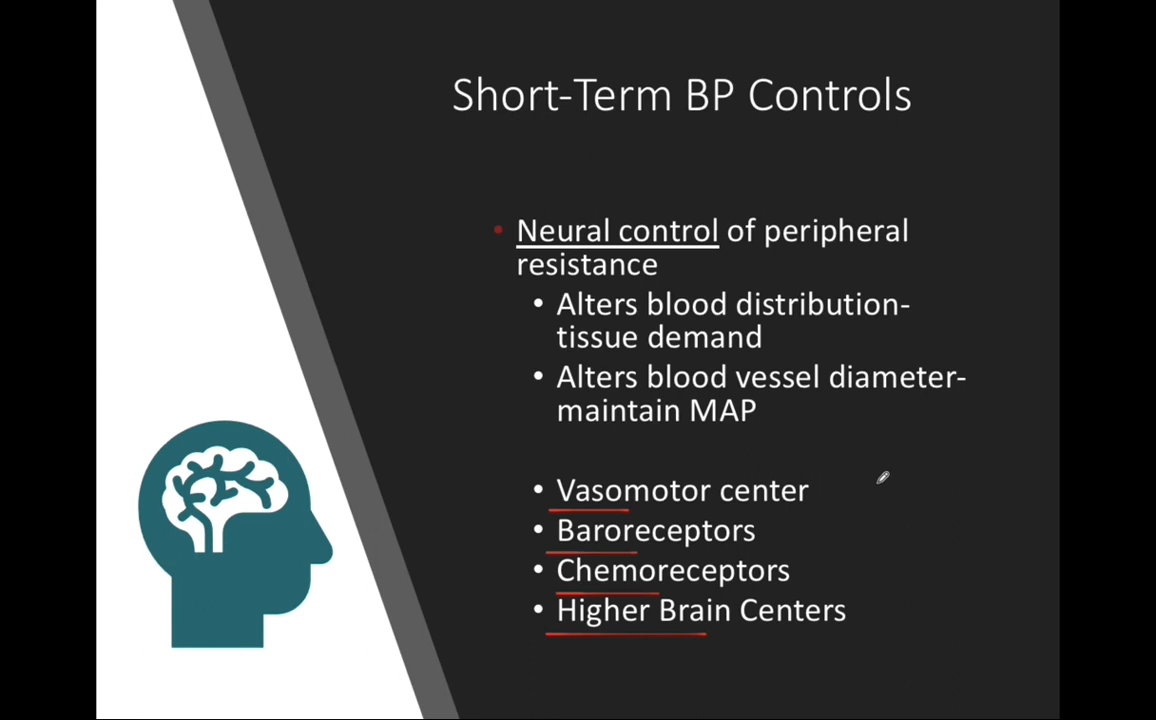 Short-Term BP Controls
• Neural control of peripheral
resistance
• Alters blood distribution-
tissue demand
• Alters blood vessel diameter-
maintain MAP
• Vasomotor center
• Baroreceptors
• Chemoreceptors
• Higher Brain Centers